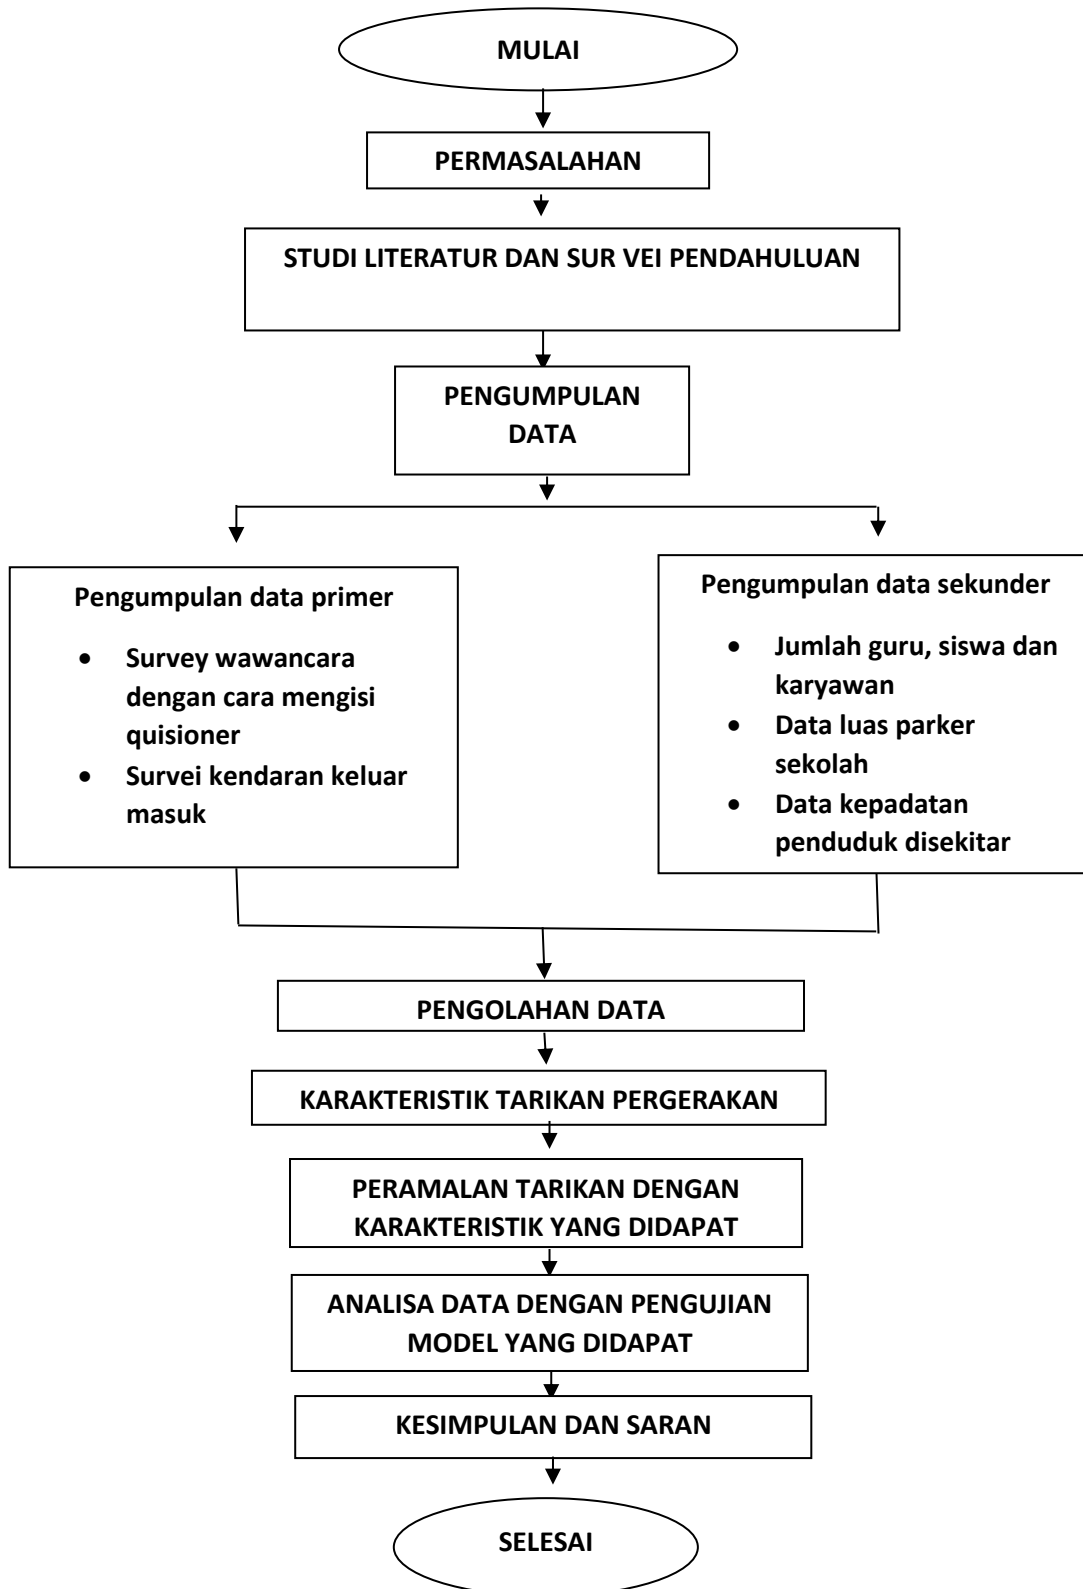 MULAI
PERMASALAHAN
STUDI LITERATUR DAN SUR VEI PENDAHULUAN
PENGUMPULAN
DATA
Pengumpulan data primer
• Survey wawancara
dengan cara mengisi
quisioner
• Survei kendaran keluar
masuk
Pengumpulan data sekunder
• Jumlah guru, siswa dan
karyawan
• Data luas parker
sekolah
• Data kepadatan
penduduk disekitar
PENGOLAHAN DATA
KARAKTERISTIK TARIKAN PERGERAKAN
PERAMALAN TARIKAN DENGAN
KARAKTERISTIK YANG DIDAPAT
ANALISA DATA DENGAN PENGUJIAN
MODEL YANG DIDAPAT
KESIMPULAN DAN SARAN
SELESAI